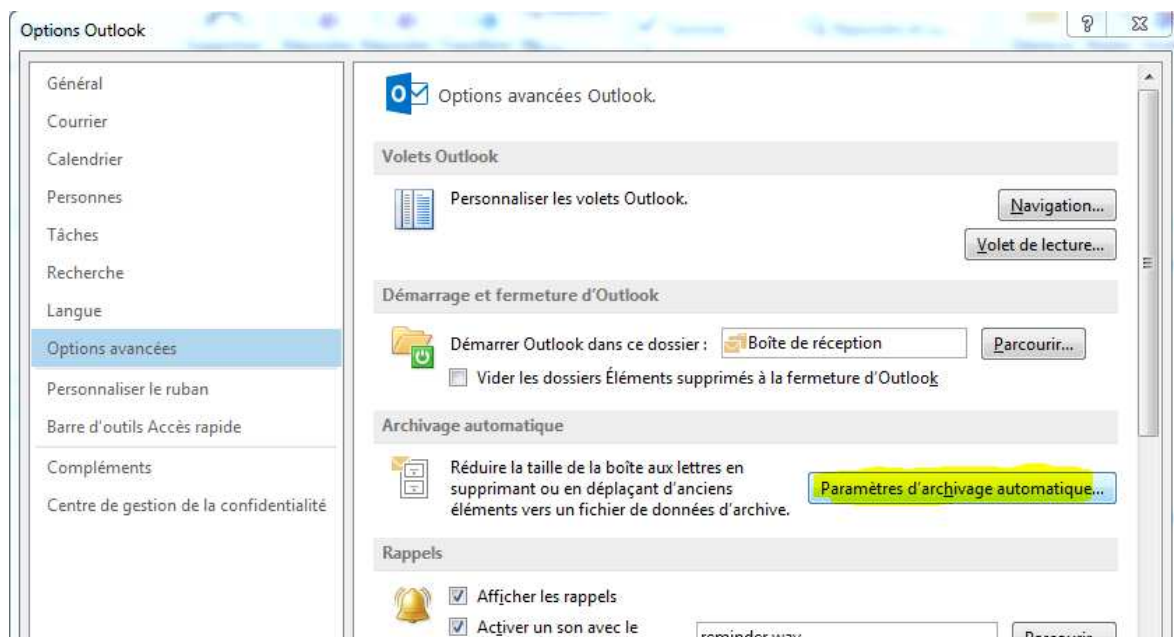 Options Outlook
Général
Courrier
Calendrier
Personnes
Tâches
Recherche
Langue
Options avancées
Personnaliser le ruban
Barre d'outils Accès rapide
Compléments
Centre de gestion de la confidentialité
Options avancées Outlook.
Volets Outlook
Personnaliser les volets Outlook.
Navigation...
Volet de lecture...
Démarrage et fermeture d'Outlook
Démarrer Outlook dans ce dossier : Boîte de réception Parcourir...
Vider les dossiers Éléments supprimés à la fermeture d'Outlook
Archivage automatique
Réduire la taille de la boîte aux lettres en
supprimant ou en déplaçant d'anciens
éléments vers un fichier de données d'archive.
Paramètres d'archivage automatique...
Rappels
Afficher les rappels
Activer un son avec le
reminder.wav Parcourir...